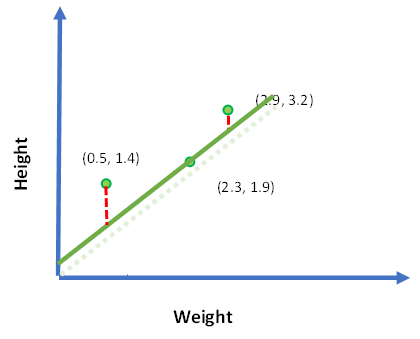 (2.9, 3.2)
(0.5, 1.4)
(2.3, 1.9)
Height
Weight